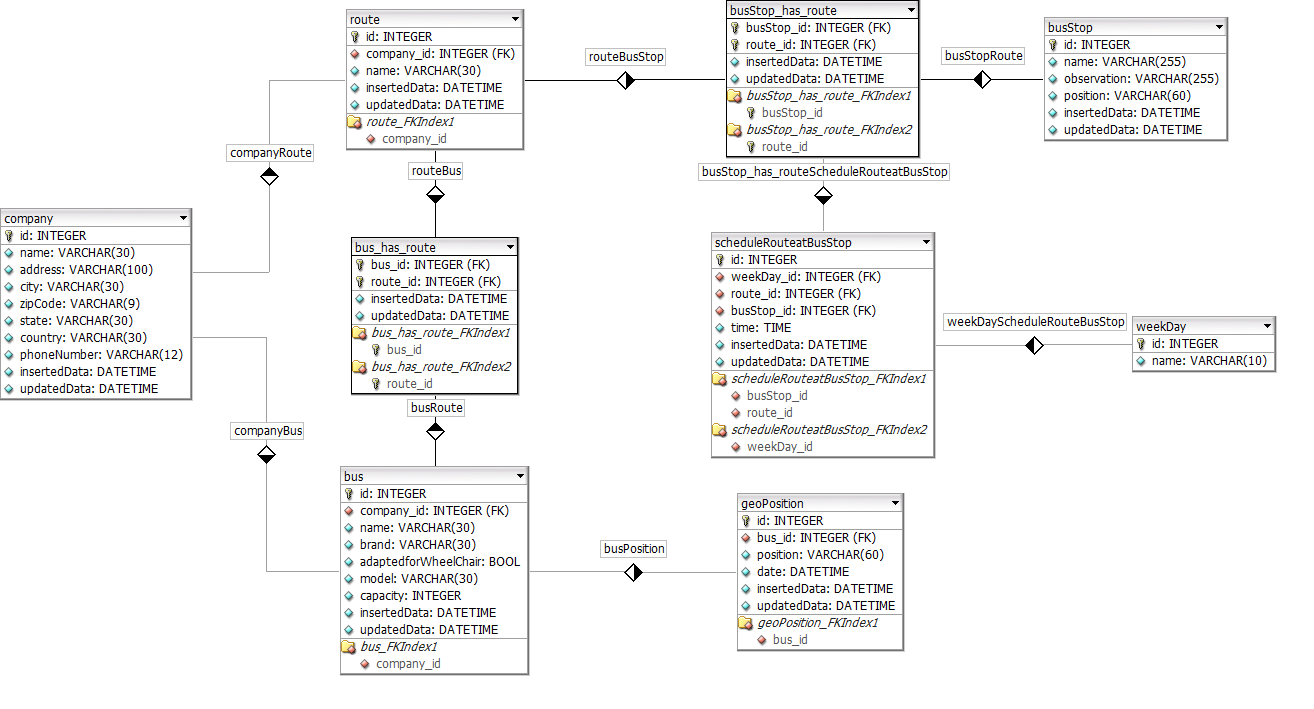 route
id: INTEGER
company_id: INTEGER (FK)
name: VARCHAR(30)
insertedData: DATETIME
updatedData: DATETIME
route_FKIndex1
company_id
routeBusStop
busStop_has_route
busStop_id: INTEGER (FK)
route_id: INTEGER (FK)
insertedData: DATETIME
updatedData: DATETIME
busStop_has_route_FKIndex1
busStop_id
busStop_has_route_FKIndex2
route_id
busStopRoute
busStop
id: INTEGER
name: VARCHAR(255)
observation: VARCHAR(255)
position: VARCHAR(60)
insertedData: DATETIME
updatedData: DATETIME
companyRoute
routeBus
busStop_has_routeScheduleRouteatBusStop
company
id: INTEGER
name: VARCHAR(30)
address: VARCHAR(100)
city: VARCHAR(30)
zipCode: VARCHAR(9)
state: VARCHAR(30)
country: VARCHAR(30)
phoneNumber: VARCHAR(12)
insertedData: DATETIME
updatedData: DATETIME
bus_has_route
bus_id: INTEGER (FK)
route_id: INTEGER (FK)
insertedData: DATETIME
updatedData: DATETIME
bus_has_route_FKIndex1
bus_id
bus_has_route_FKIndex2
route_id
scheduleRouteatBusStop
id: INTEGER
weekDay_id: INTEGER (FK)
route_id: INTEGER (FK)
busStop_id: INTEGER (FK)
time: TIME
insertedData: DATETIME
updatedData: DATETIME
scheduleRouteatBusStop_FKIndex1
busStop_id
route_id
scheduleRouteatBusStop_FKIndex2
weekDay_id
weekDayScheduleRouteBusStop
weekDay
id: INTEGER
name: VARCHAR(10)
busRoute
companyBus
bus
id: INTEGER
company_id: INTEGER (FK)
name: VARCHAR(30)
brand: VARCHAR(30)
adaptedforWheelChair: BOOL
model: VARCHAR(30)
capacity: INTEGER
insertedData: DATETIME
updatedData: DATETIME
bus_FKIndex1
company_id
busPosition
geoPosition
id: INTEGER
bus_id: INTEGER (FK)
position: VARCHAR(60)
date: DATETIME
insertedData: DATETIME
updatedData: DATETIME
geoPosition_FKIndex1
bus_id